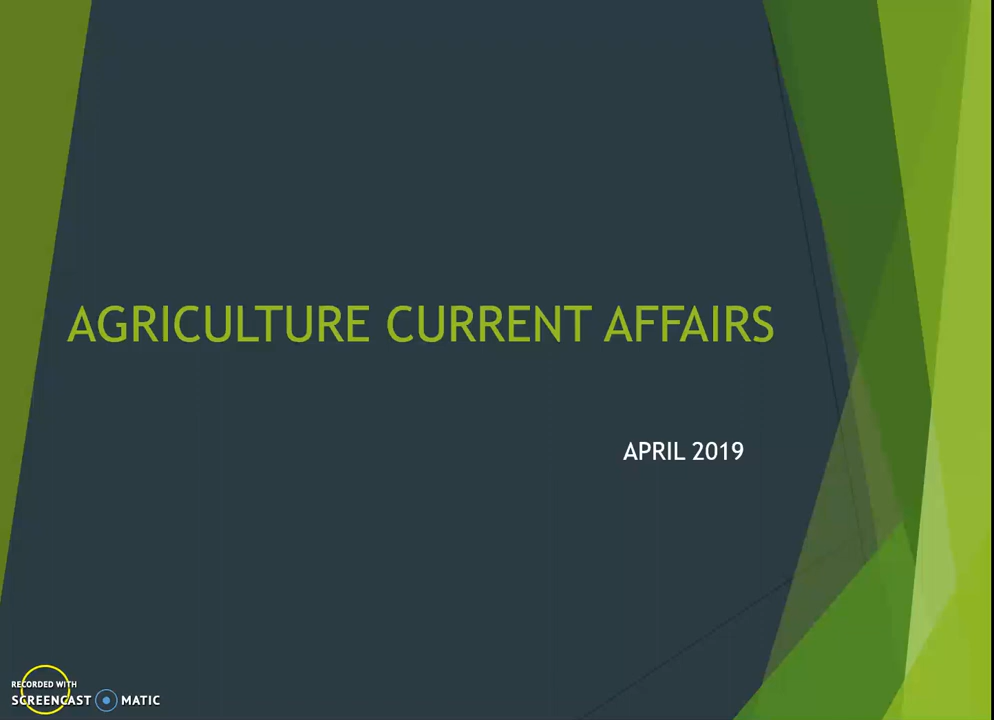 AGRICULTURE CURRENT AFFAIRS
APRIL 2019
RECORDED WITH
SCREENCAST MATIC